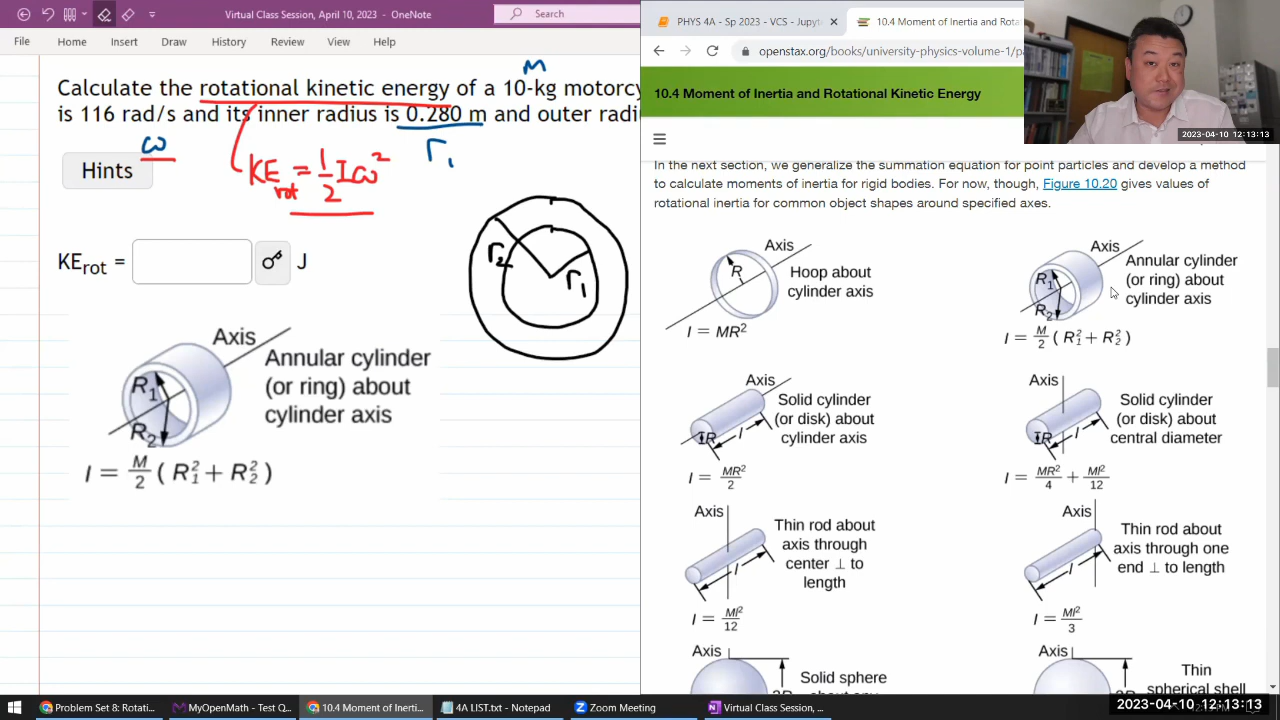 Virtual Class Session, April 10, 2023 - OneNote
File Home Insert Draw History Review View Help
M
Calculate the rotational kinetic energy of a 10-kg motorcy
is 116 rad/s and its inner radius is 0.280 m and outer radi
ω
r₁
Hints
KE rot = 1/2 Iω²
r₂
r₁
KErot =
J
Axis
Annular cylinder
(or ring) about
cylinder axis
R₁
R₂
I = M/2 ( R₁² + R₂² )
PHYS 4A - Sp 2023 - VCS - Jupyt
10.4 Moment of Inertia and Rota
openstax.org/books/university-physics-volume-1/pa
10.4 Moment of Inertia and Rotational Kinetic Energy
2023-04-10 12:13:13
In the next section, we generalize the summation equation for point particles and develop a method
to calculate moments of inertia for rigid bodies. For now, though, Figure 10.20 gives values of
rotational inertia for common object shapes around specified axes.
Axis
R
Hoop about
cylinder axis
I = MR²
Axis
R₁
R₂
Annular cylinder
(or ring) about
cylinder axis
I = M/2 ( R₁² + R₂² )
Axis
R
l
Solid cylinder
(or disk) about
cylinder axis
I = MR²/2
Axis
R
l
Solid cylinder
(or disk) about
central diameter
I = MR²/4 + Ml²/12
Axis
l
Thin rod about
axis through
center ⊥ to
length
I = Ml²/12
Axis
l
Thin rod about
axis through one
end ⊥ to length
I = Ml²/3
Axis
Solid sphere
Axis
Thin
spherical shell
Problem Set 8: Rotati...
MyOpenMath - Test Q...
10.4 Moment of Inerti...
4A LIST.txt - Notepad
Zoom Meeting
Virtual Class Session,...
2023-04-10 12:13:13